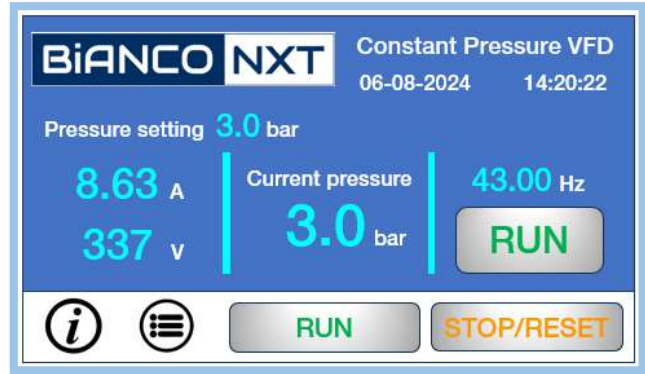 BiANCO NXT
Constant Pressure VFD
06-08-2024 14:20:22
Pressure setting 3.0 bar
8.63 A
337 V
Current pressure
3.0 bar
43.00 Hz
RUN
i
RUN
STOP/RESET